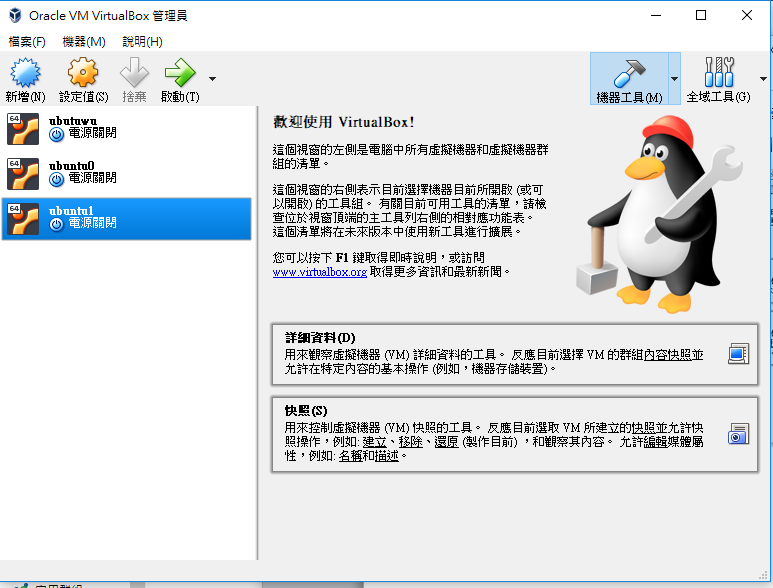 Oracle VM VirtualBox 管理員
檔案(F) 機器(M) 說明(H)
新增(N) 設定值(S) 捨棄 啟動(T) 機器工具(M) 全域工具(G)
64 ubutuwu
電源關閉
64 ubuntu0
電源關閉
64 ubuntu1
電源關閉
歡迎使用 VirtualBox!
這個視窗的左側是電腦中所有虛擬機器和虛擬機器群
組的清單。
這個視窗的右側表示目前選擇機器目前所開啟 (或可
以開啟) 的工具組。 有關目前可用工具的清單，請檢
查位於視窗頂端的主工具列右側的相對應功能表。
這個清單將在未來版本中使用新工具進行擴展。
您可以按下 F1 鍵取得即時說明，或訪問
www.virtualbox.org 取得更多資訊和最新新聞。
詳細資料(D)
用來觀察虛擬機器 (VM) 詳細資料的工具。 反應目前選擇 VM 的群組內容快照並
允許在特定內容的基本操作 (例如，機器存儲裝置)。
快照(S)
用來控制虛擬機器 (VM) 快照的工具。 反應目前選取 VM 所建立的快照並允許快
照操作，例如: 建立、移除、還原 (製作目前) ，和觀察其內容。 允許編輯媒體屬
性，例如: 名稱和描述。